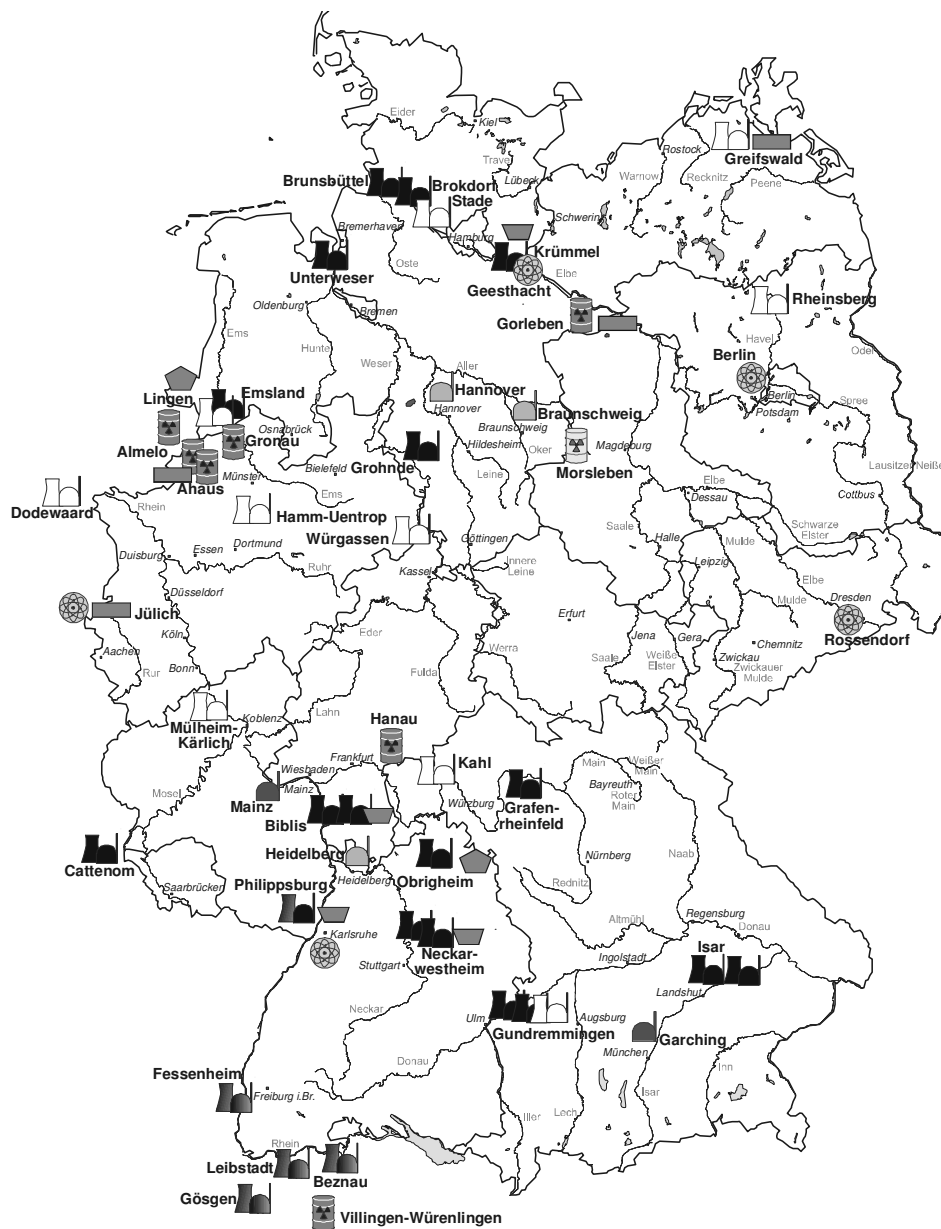 Eider
Kiel
Trave
Lübeck
Rostock
Greifswald
Warnow
Recknitz
Peene
Brunsbüttel
Brokdorf
Stade
Bremerhaven
Hamburg
Schwerin
Krümmel
Oste
Elbe
Unterweser
Geesthacht
Rheinsberg
Oldenburg
Bremen
Gorleben
Ems
Hunte
Weser
Aller
Havel
Oder
Berlin
Lingen
Emsland
Hannover
Hannover
Berlin
Potsdam
Spree
Braunschweig
Braunschweig
Almelo
Gronau
Osnabrück
Grohnde
Hildesheim
Oker
Magdeburg
Morsleben
Ahaus
Münster
Bielefeld
Leine
Lausitzer Neiße
Ems
Elbe
Dessau
Cottbus
Dodewaard
Rhein
Hamm-Uentrop
Würgassen
Saale
Schwarze
Elster
Duisburg
Essen
Dortmund
Ruhr
Göttingen
Halle
Mulde
Leipzig
Innere
Leine
Kassel
Elbe
Düsseldorf
Mulde
Dresden
Jülich
Erfurt
Rossendorf
Köln
Eder
Jena
Gera
Chemnitz
Aachen
Werra
Saale
Weiße
Elster
Zwickau
Zwickauer
Mulde
Rur
Bonn
Fulda
Mülheim-
Kärlich
Koblenz
Lahn
Hanau
Frankfurt
Wiesbaden
Kahl
Main
Weißer
Main
Bayreuth
Roter
Main
Mosel
Mainz
Mainz
Biblis
Würzburg
Grafen-
rheinfeld
Cattenom
Heidelberg
Heidelberg
Obrigheim
Nürnberg
Naab
Rednitz
Saarbrücken
Philippsburg
Altmühl
Regensburg
Donau
Karlsruhe
Neckar-
westheim
Stuttgart
Ingolstadt
Isar
Landshut
Neckar
Ulm
Gundremmingen
Augsburg
Garching
München
Donau
Fessenheim
Freiburg i.Br.
Iller
Lech
Isar
Inn
Rhein
Leibstadt
Beznau
Gösgen
Villingen-Würenlingen